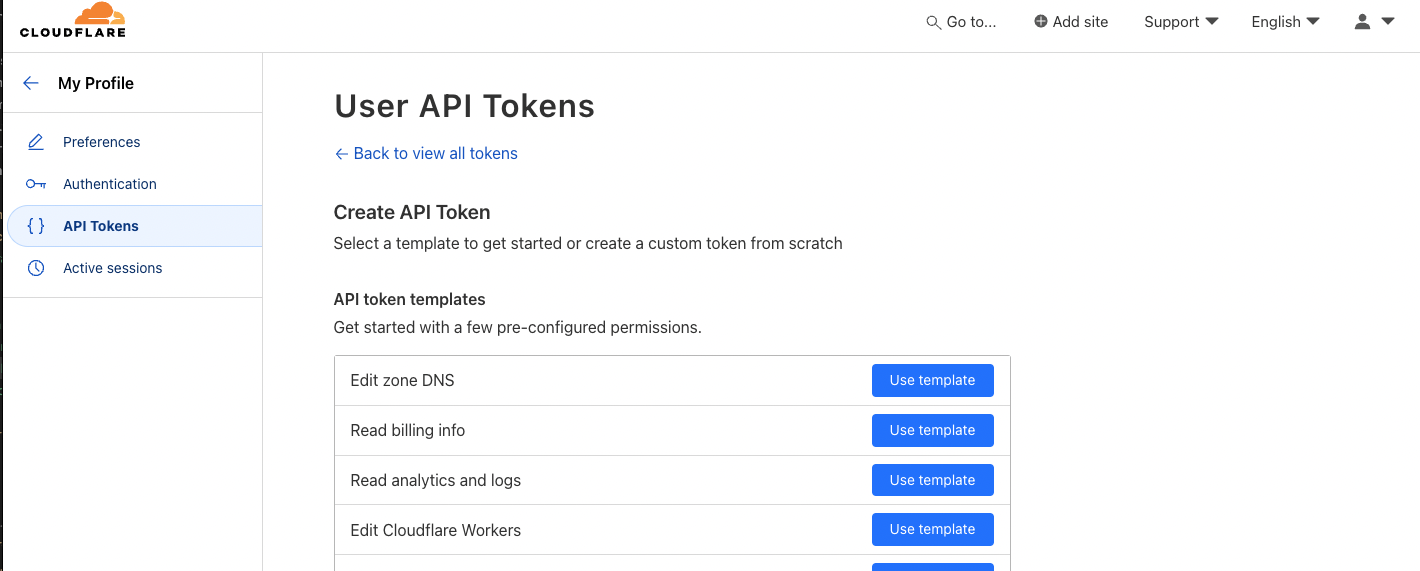 CLOUDFLARE
Go to...
Add site
Support
English
My Profile
Preferences
Authentication
API Tokens
Active sessions
User API Tokens
Back to view all tokens
Create API Token
Select a template to get started or create a custom token from scratch
API token templates
Get started with a few pre-configured permissions.
Edit zone DNS
Use template
Read billing info
Use template
Read analytics and logs
Use template
Edit Cloudflare Workers
Use template